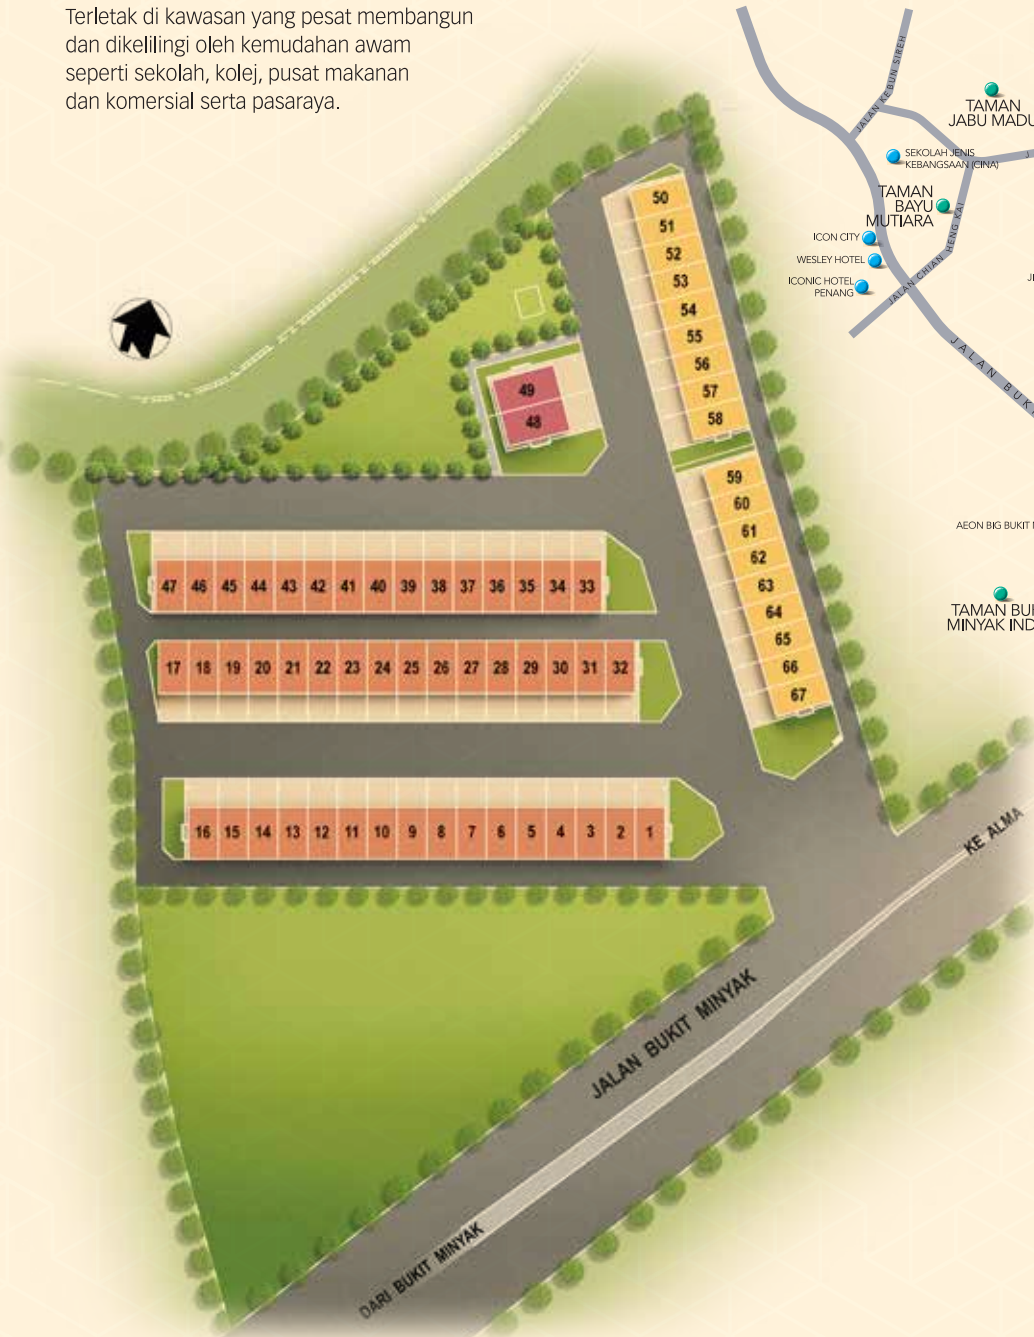 Terletak di kawasan yang pesat membangun
dan dikelilingi oleh kemudahan awam
seperti sekolah, kolej, pusat makanan
dan komersial serta pasaraya.
JALAN KEBUN SIREH
TAMAN
JABU MADU
SEKOLAH JENIS
KEBANGSAAN (CINA)
TAMAN
BAYU
MUTIARA
ICON CITY
WESLEY HOTEL
ICONIC HOTEL
PENANG
JALAN CHIAN HENG KAI
JALAN BUK
AEON BIG BUKIT
TAMAN BU
MINYAK IND
50
51
52
53
54
55
56
57
58
49
48
59
60
61
62
63
64
65
66
67
47 46 45 44 43 42 41 40 39 38 37 36 35 34 33
17 18 19 20 21 22 23 24 25 26 27 28 29 30 31 32
16 15 14 13 12 11 10 9 8 7 6 5 4 3 2 1
KE ALMA
JALAN BUKIT MINYAK
DARI BUKIT MINYAK